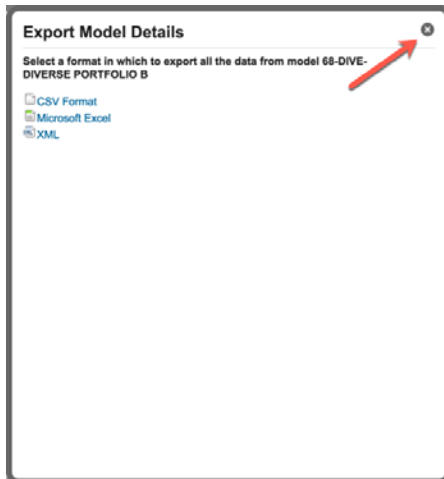 Export Model Details
Select a format in which to export all the data from model 68-DIVE-
DIVERSE PORTFOLIO B
CSV Format
Microsoft Excel
XML